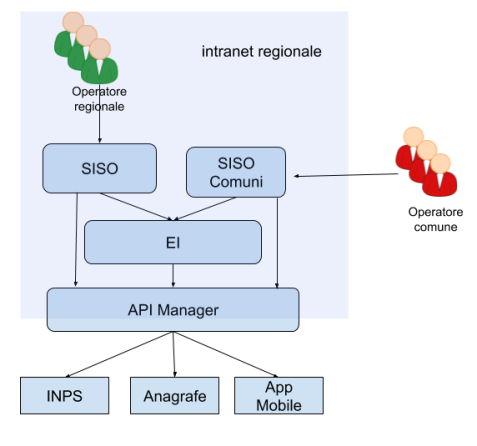 intranet regionale
Operatore
regionale
SISO
SISO
Comuni
Operatore
comune
EI
API Manager
INPS
Anagrafe
App
Mobile